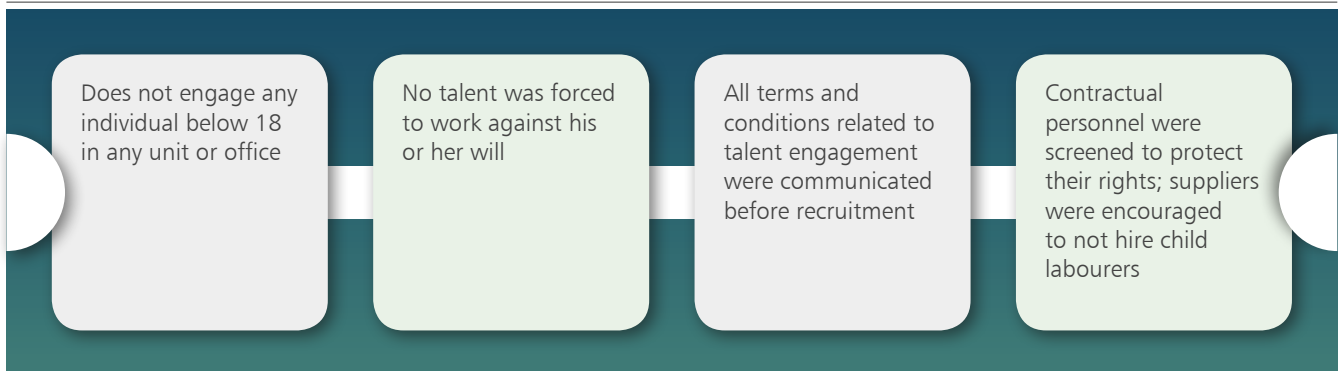 Does not engage any
individual below 18
in any unit or office
No talent was forced
to work against his
or her will
All terms and
conditions related to
talent engagement
were communicated
before recruitment
Contractual
personnel were
screened to protect
their rights; suppliers
were encouraged
to not hire child
labourers